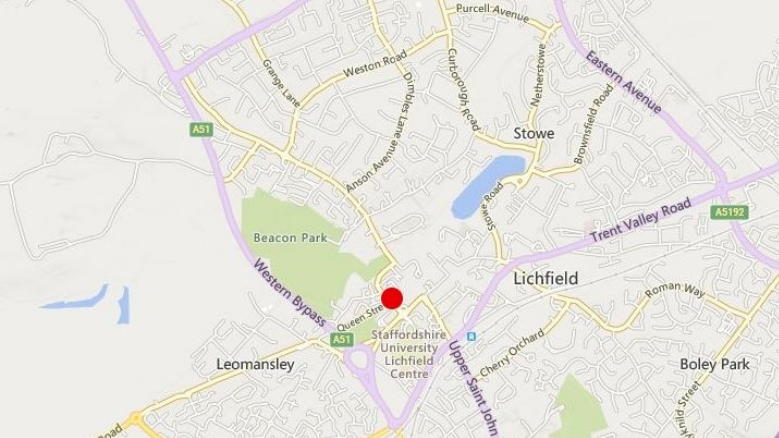 Purcell Avenue
Weston Road
Grange Lane
Dimbles Lane
Curborough Road
Netherstowe
Eastern Avenue
Brownsfield Road
A51
Stowe
Anson Avenue
Stowe Road
Trent Valley Road
A5192
Beacon Park
Western Bypass
Lichfield
Roman Way
Queen Stre
A51
Staffordshire
University
Lichfield
Centre
R
Cherry Orchard
Leomansley
Upper Saint John
Boley Park
yknild Street
Road